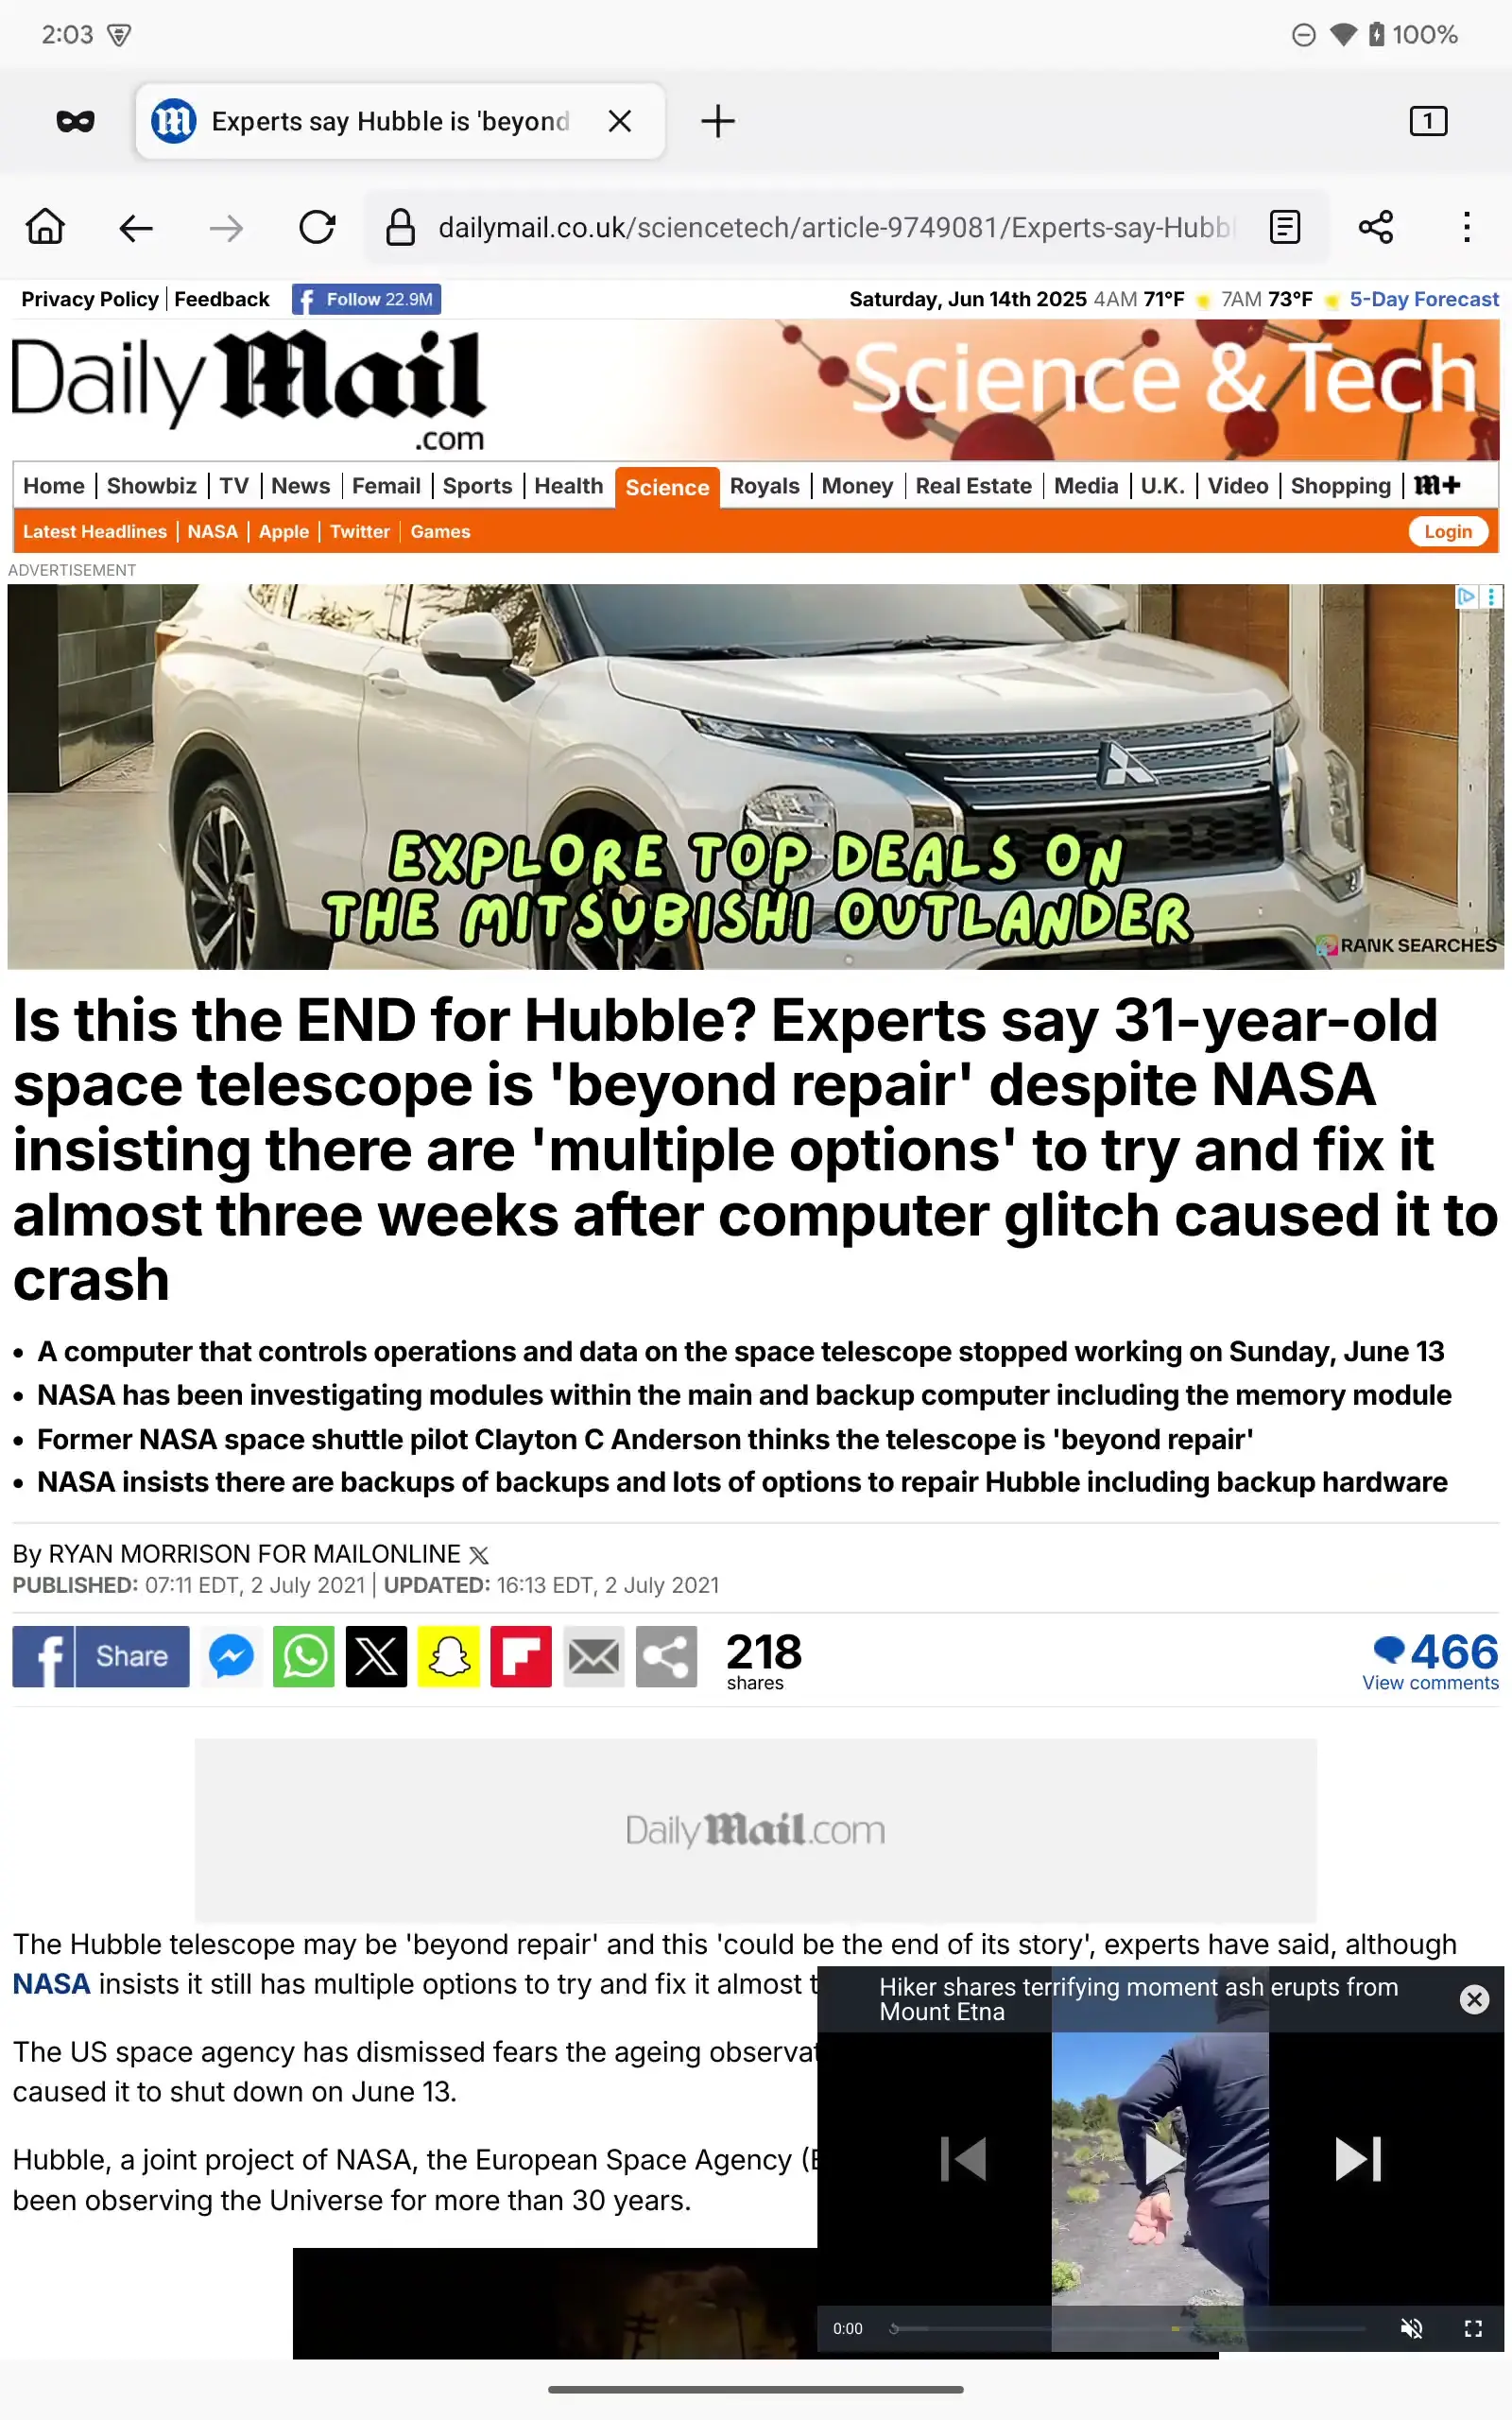 2:03
100%
Experts say Hubble is 'beyond
1
dailymail.co.uk/sciencetech/article-9749081/Experts-say-Hubbl
Privacy Policy | Feedback
f Follow 22.9M
Saturday, Jun 14th 2025 4AM 71°F 7AM 73°F 5-Day Forecast
Daily Mail
.com
Science & Tech
Home | Showbiz | TV | News | Femail | Sports | Health Science Royals | Money | Real Estate | Media | U.K. | Video | Shopping | m+
Latest Headlines | NASA | Apple | Twitter | Games
Login
ADVERTISEMENT
EXPLORE TOP DEALS ON
THE MITSUBISHI OUTLANDER
RANK SEARCHES
Is this the END for Hubble? Experts say 31-year-old
space telescope is 'beyond repair' despite NASA
insisting there are 'multiple options' to try and fix it
almost three weeks after computer glitch caused it to
crash
• A computer that controls operations and data on the space telescope stopped working on Sunday, June 13
• NASA has been investigating modules within the main and backup computer including the memory module
• Former NASA space shuttle pilot Clayton C Anderson thinks the telescope is 'beyond repair'
• NASA insists there are backups of backups and lots of options to repair Hubble including backup hardware
By RYAN MORRISON FOR MAILONLINE
PUBLISHED: 07:11 EDT, 2 July 2021 | UPDATED: 16:13 EDT, 2 July 2021
f Share
218
shares
466
View comments
Daily Mail.com
The Hubble telescope may be 'beyond repair' and this 'could be the end of its story', experts have said, although
NASA insists it still has multiple options to try and fix it almost t
The US space agency has dismissed fears the ageing observat
caused it to shut down on June 13.
Hubble, a joint project of NASA, the European Space Agency (E
been observing the Universe for more than 30 years.
Hiker shares terrifying moment ash erupts from
Mount Etna
0:00